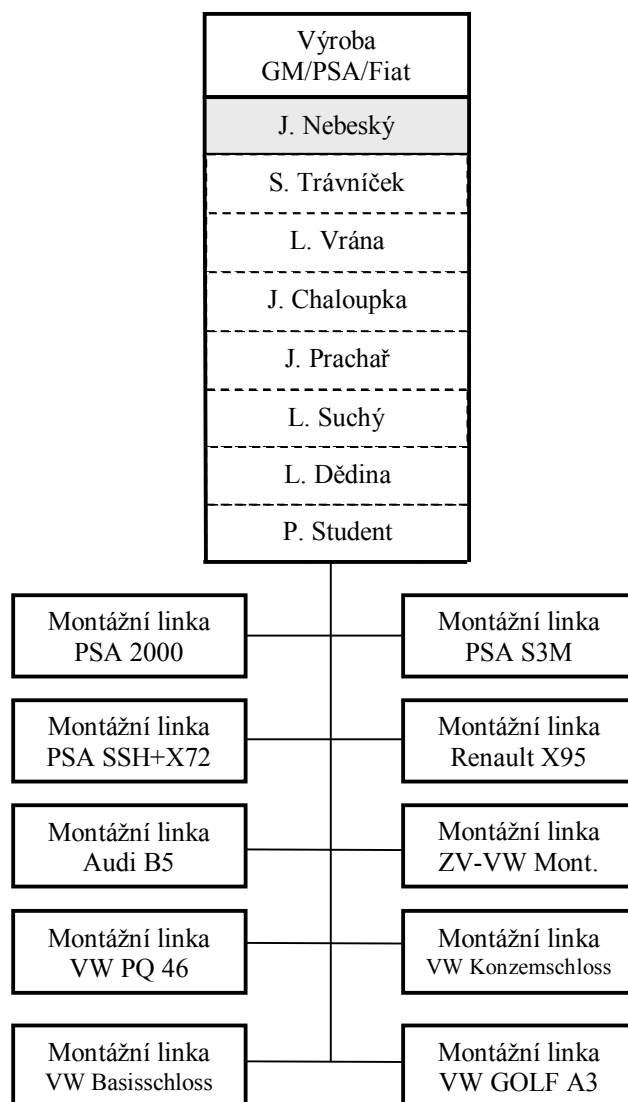 Výroba
GM/PSA/Fiat
J. Nebeský
S. Trávníček
L. Vrána
J. Chaloupka
J. Prachař
L. Suchý
L. Dědina
P. Student
Montážní linka
PSA 2000
Montážní linka
PSA S3M
Montážní linka
PSA SSH+X72
Montážní linka
Renault X95
Montážní linka
Audi B5
Montážní linka
ZV-VW Mont.
Montážní linka
VW PQ 46
Montážní linka
VW Konzemschloss
Montážní linka
VW Basisschloss
Montážní linka
VW GOLF A3